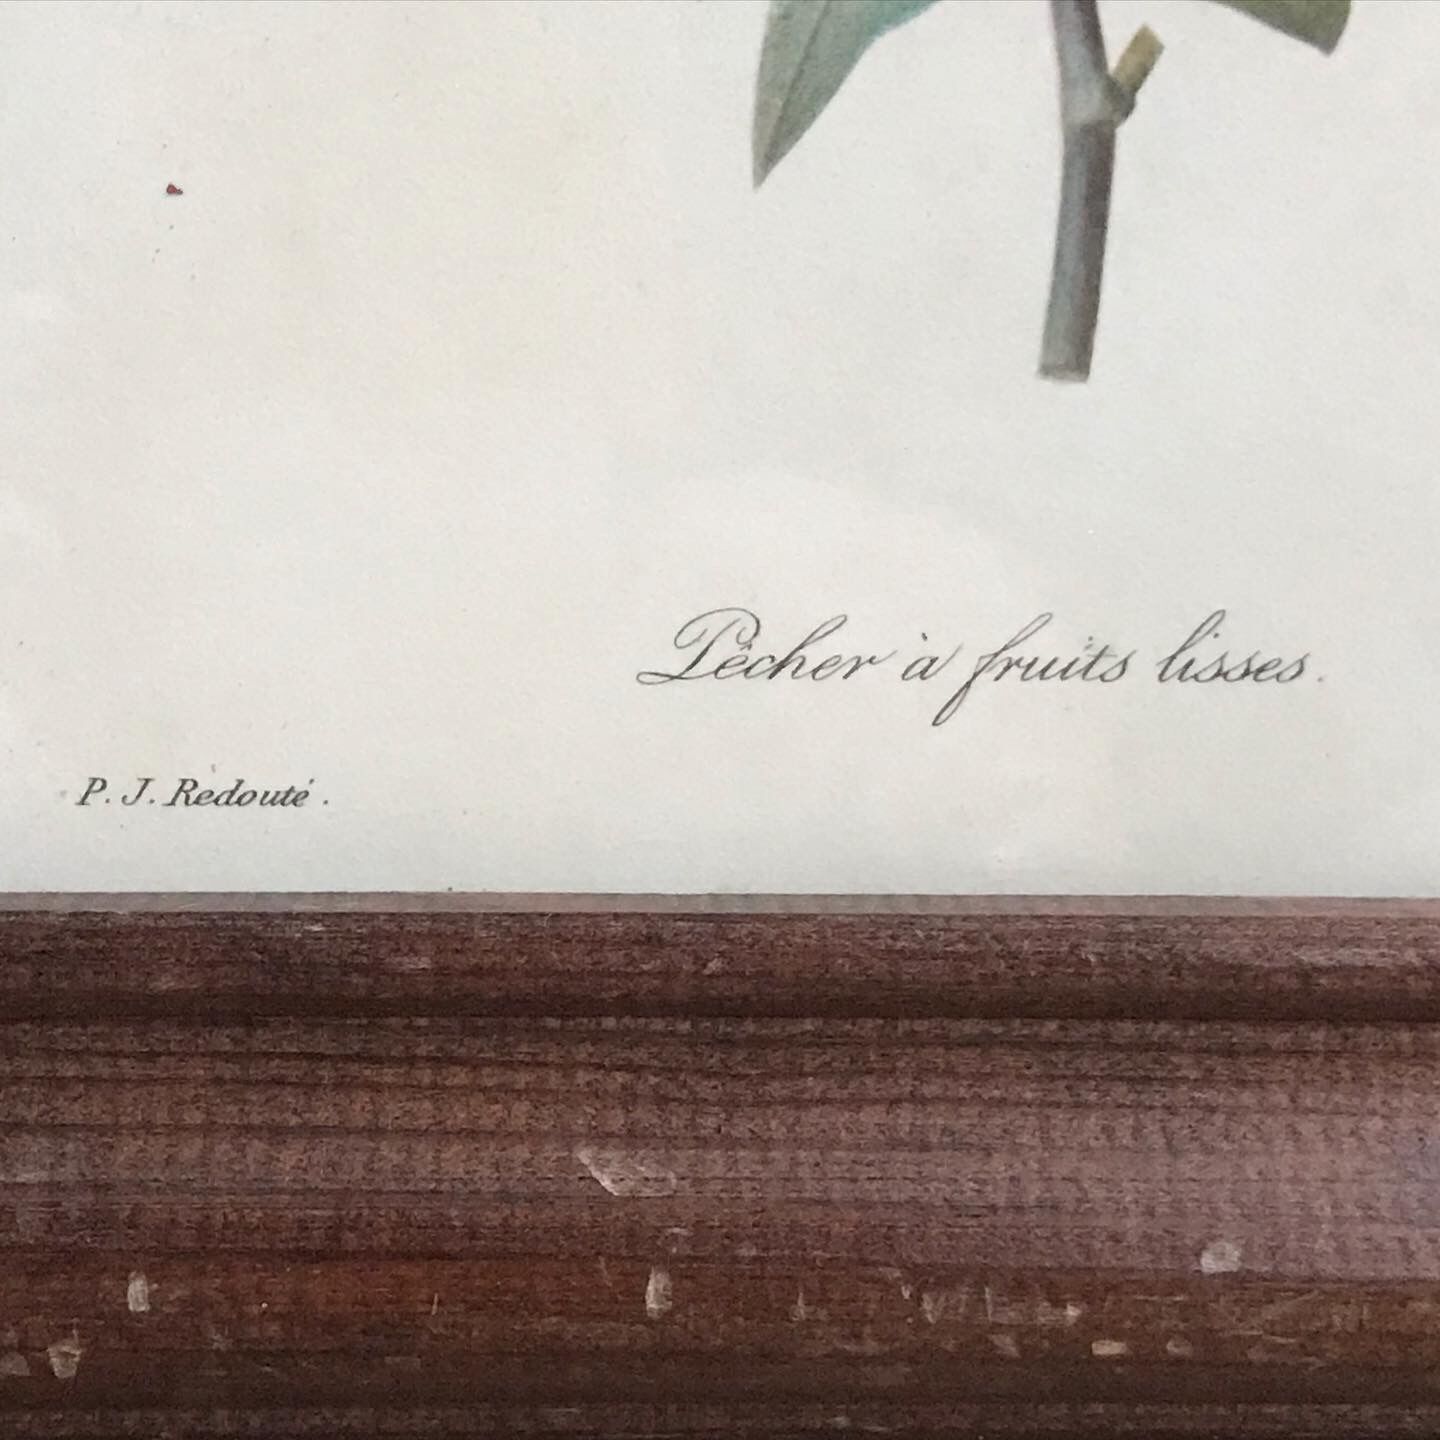 Pêcher à fruits lisses.
P. J. Redouté.